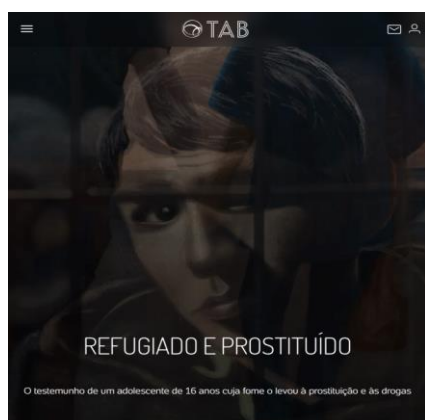 TAB
REFUGIADO E PROSTITUÍDO
O testemunho de um adolescente de 16 anos cuja fome o levou à prostituição e às drogas